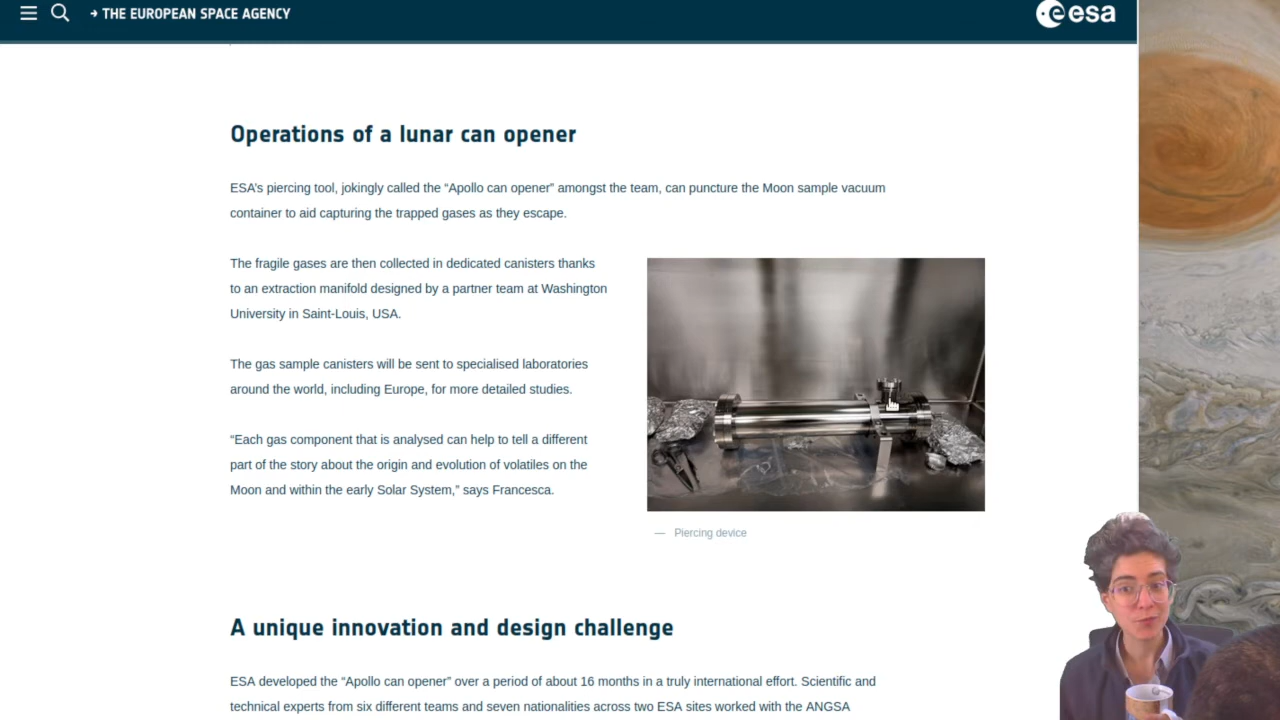 → THE EUROPEAN SPACE AGENCY
esa
Operations of a lunar can opener
ESA’s piercing tool, jokingly called the “Apollo can opener” amongst the team, can puncture the Moon sample vacuum
container to aid capturing the trapped gases as they escape.
The fragile gases are then collected in dedicated canisters thanks
to an extraction manifold designed by a partner team at Washington
University in Saint-Louis, USA.
The gas sample canisters will be sent to specialised laboratories
around the world, including Europe, for more detailed studies.
“Each gas component that is analysed can help to tell a different
part of the story about the origin and evolution of volatiles on the
Moon and within the early Solar System,” says Francesca.
— Piercing device
A unique innovation and design challenge
ESA developed the “Apollo can opener” over a period of about 16 months in a truly international effort. Scientific and
technical experts from six different teams and seven nationalities across two ESA sites worked with the ANGSA